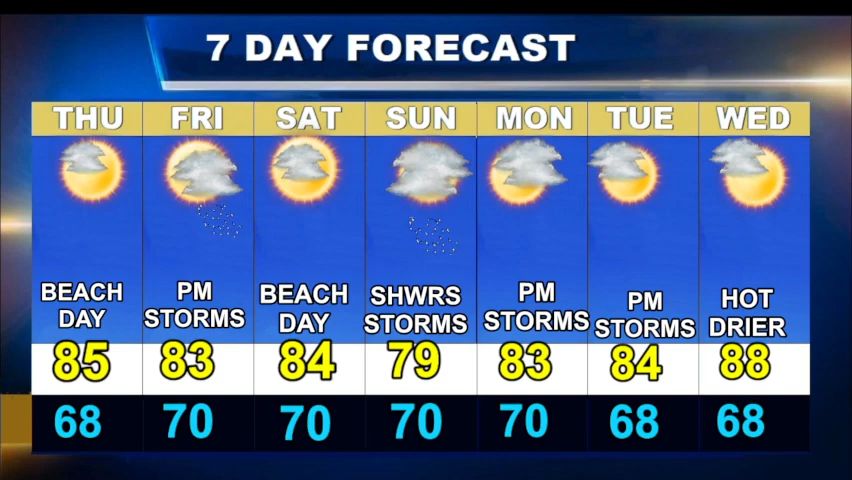 7 DAY FORECAST
THU FRI SAT SUN MON TUE WED
BEACH DAY
PM STORMS
BEACH DAY
SHWRS STORMS
PM STORMS
PM STORMS
HOT DRIER
85 83 84 79 83 84 88
68 70 70 70 70 68 68